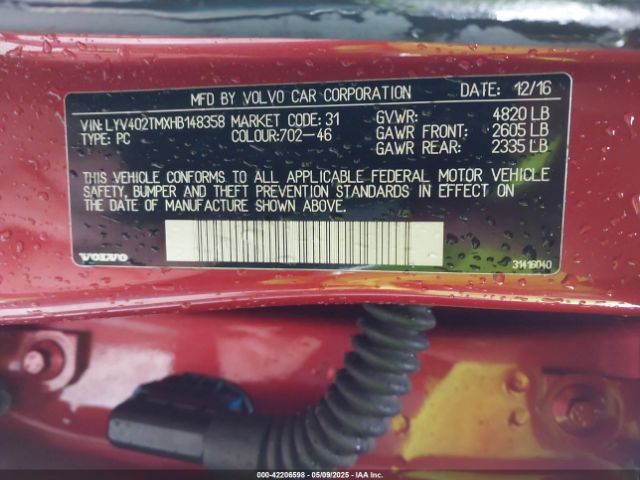 MFD BY VOLVO CAR CORPORATION DATE: 12/16
VIN: LYV402TMXHB148358 MARKET CODE: 31 GVWR: 4820 LB
TYPE: PC COLOUR:702-46 GAWR FRONT: 2605 LB
GAWR REAR: 2335 LB
THIS VEHICLE CONFORMS TO ALL APPLICABLE FEDERAL MOTOR VEHICLE
SAFETY, BUMPER AND THEFT PREVENTION STANDARDS IN EFFECT ON
THE DATE OF MANUFACTURE SHOWN ABOVE.
VOLVO 31416040
000-42206598 - 05/09/2025 - IAA Inc.